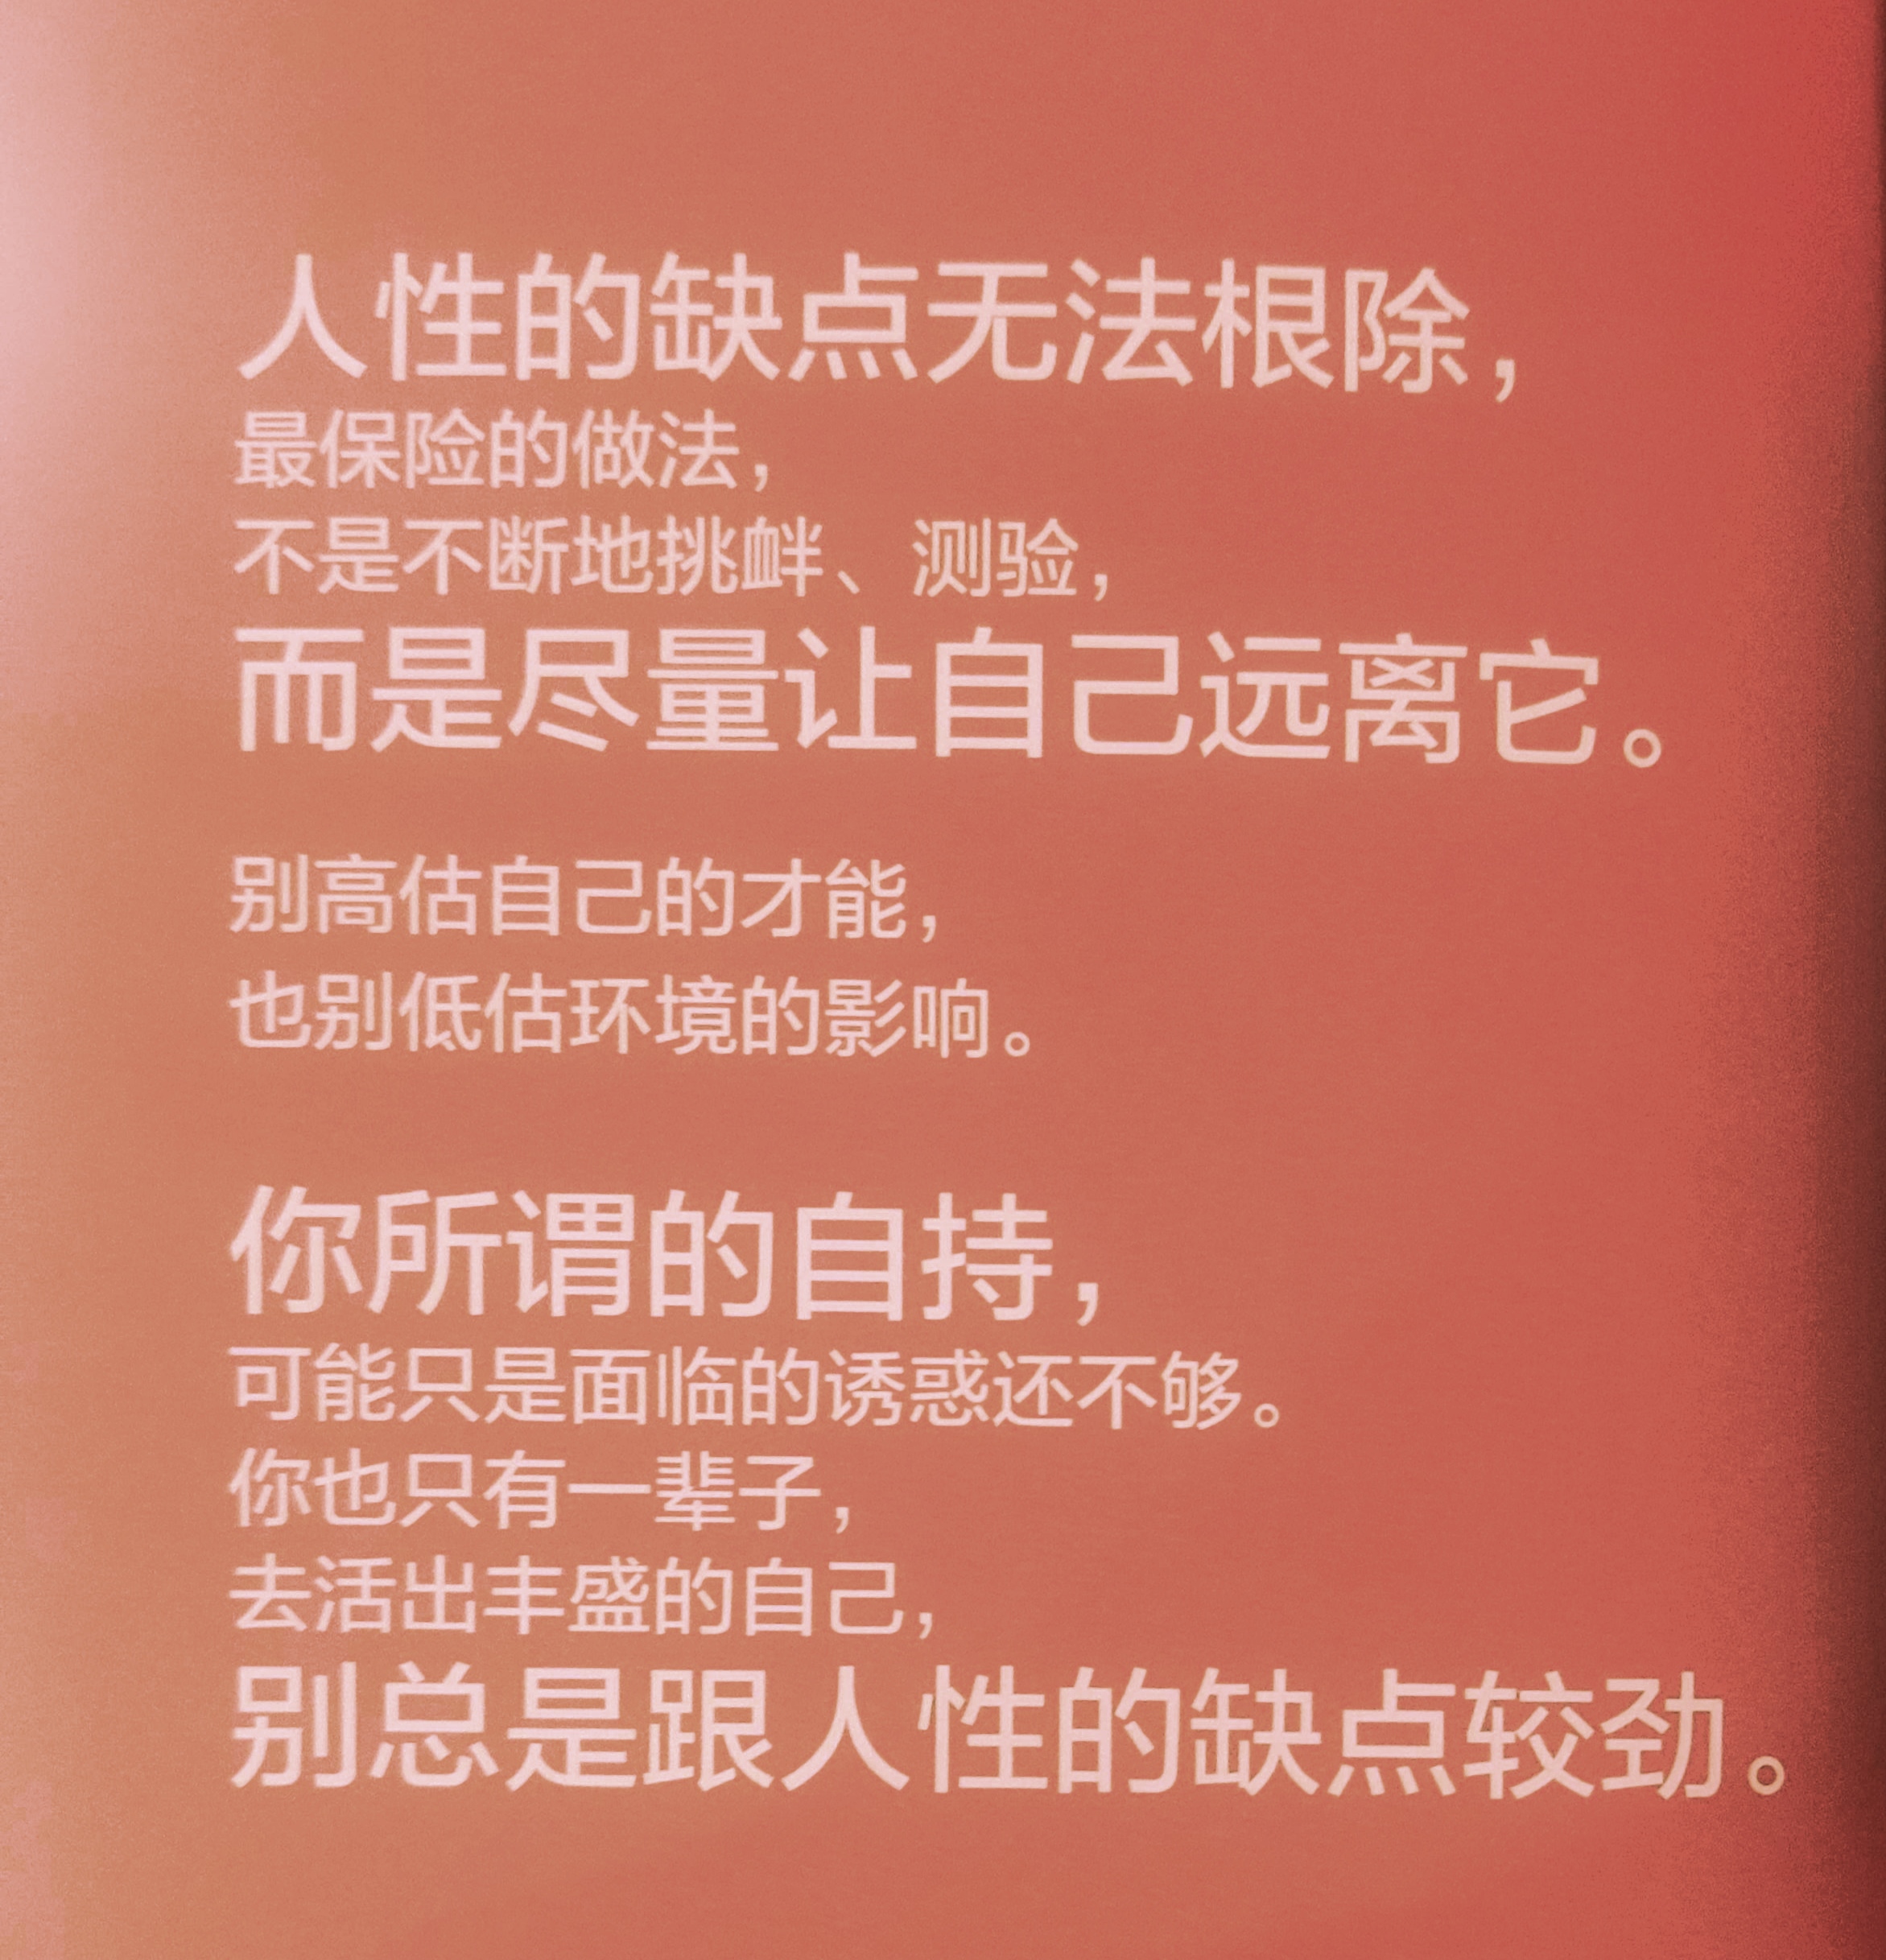 人性的缺点无法根除，
最保险的做法，
不是不断地挑衅、测验，
而是尽量让自己远离它。
别高估自己的才能，
也别低估环境的影响。
你所谓的自持，
可能只是面临的诱惑还不够。
你也只有一辈子，
去活出丰盛的自己，
别总是跟人性的缺点较劲。